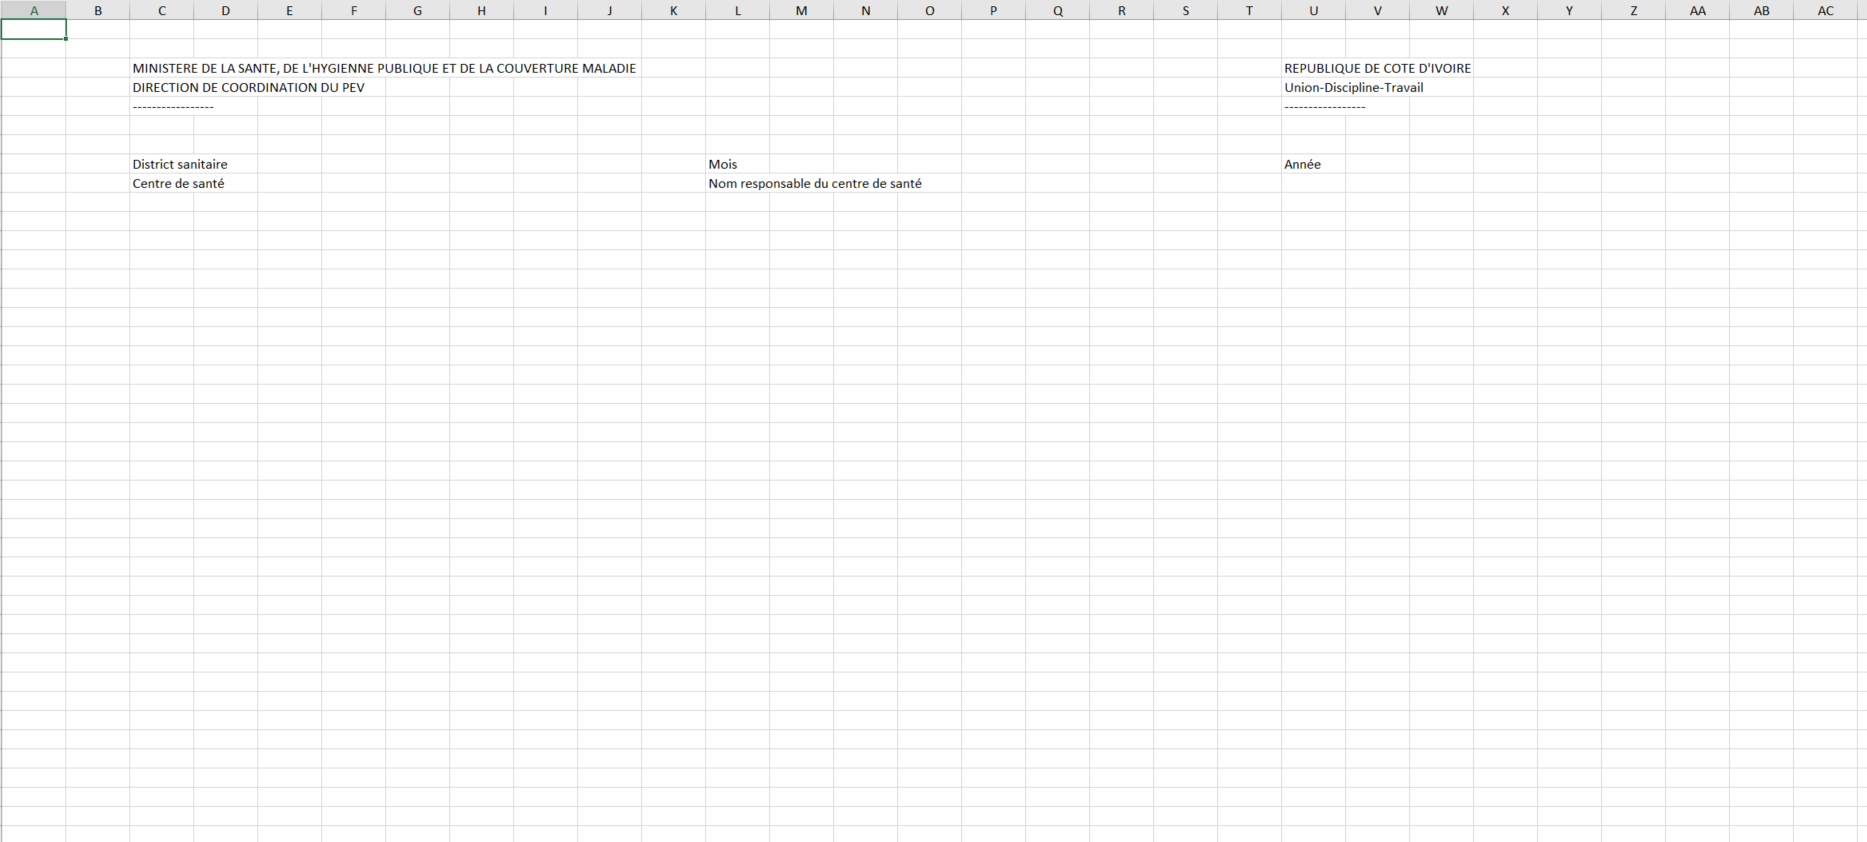 A B C D E F G H I J K L M N O P Q R S T U V W X Y Z AA AB AC
MINISTERE DE LA SANTE, DE L'HYGIENNE PUBLIQUE ET DE LA COUVERTURE MALADIE REPUBLIQUE DE COTE D'IVOIRE
DIRECTION DE COORDINATION DU PEV Union-Discipline-Travail
----------------- -----------------
District sanitaire Mois Année
Centre de santé Nom responsable du centre de santé